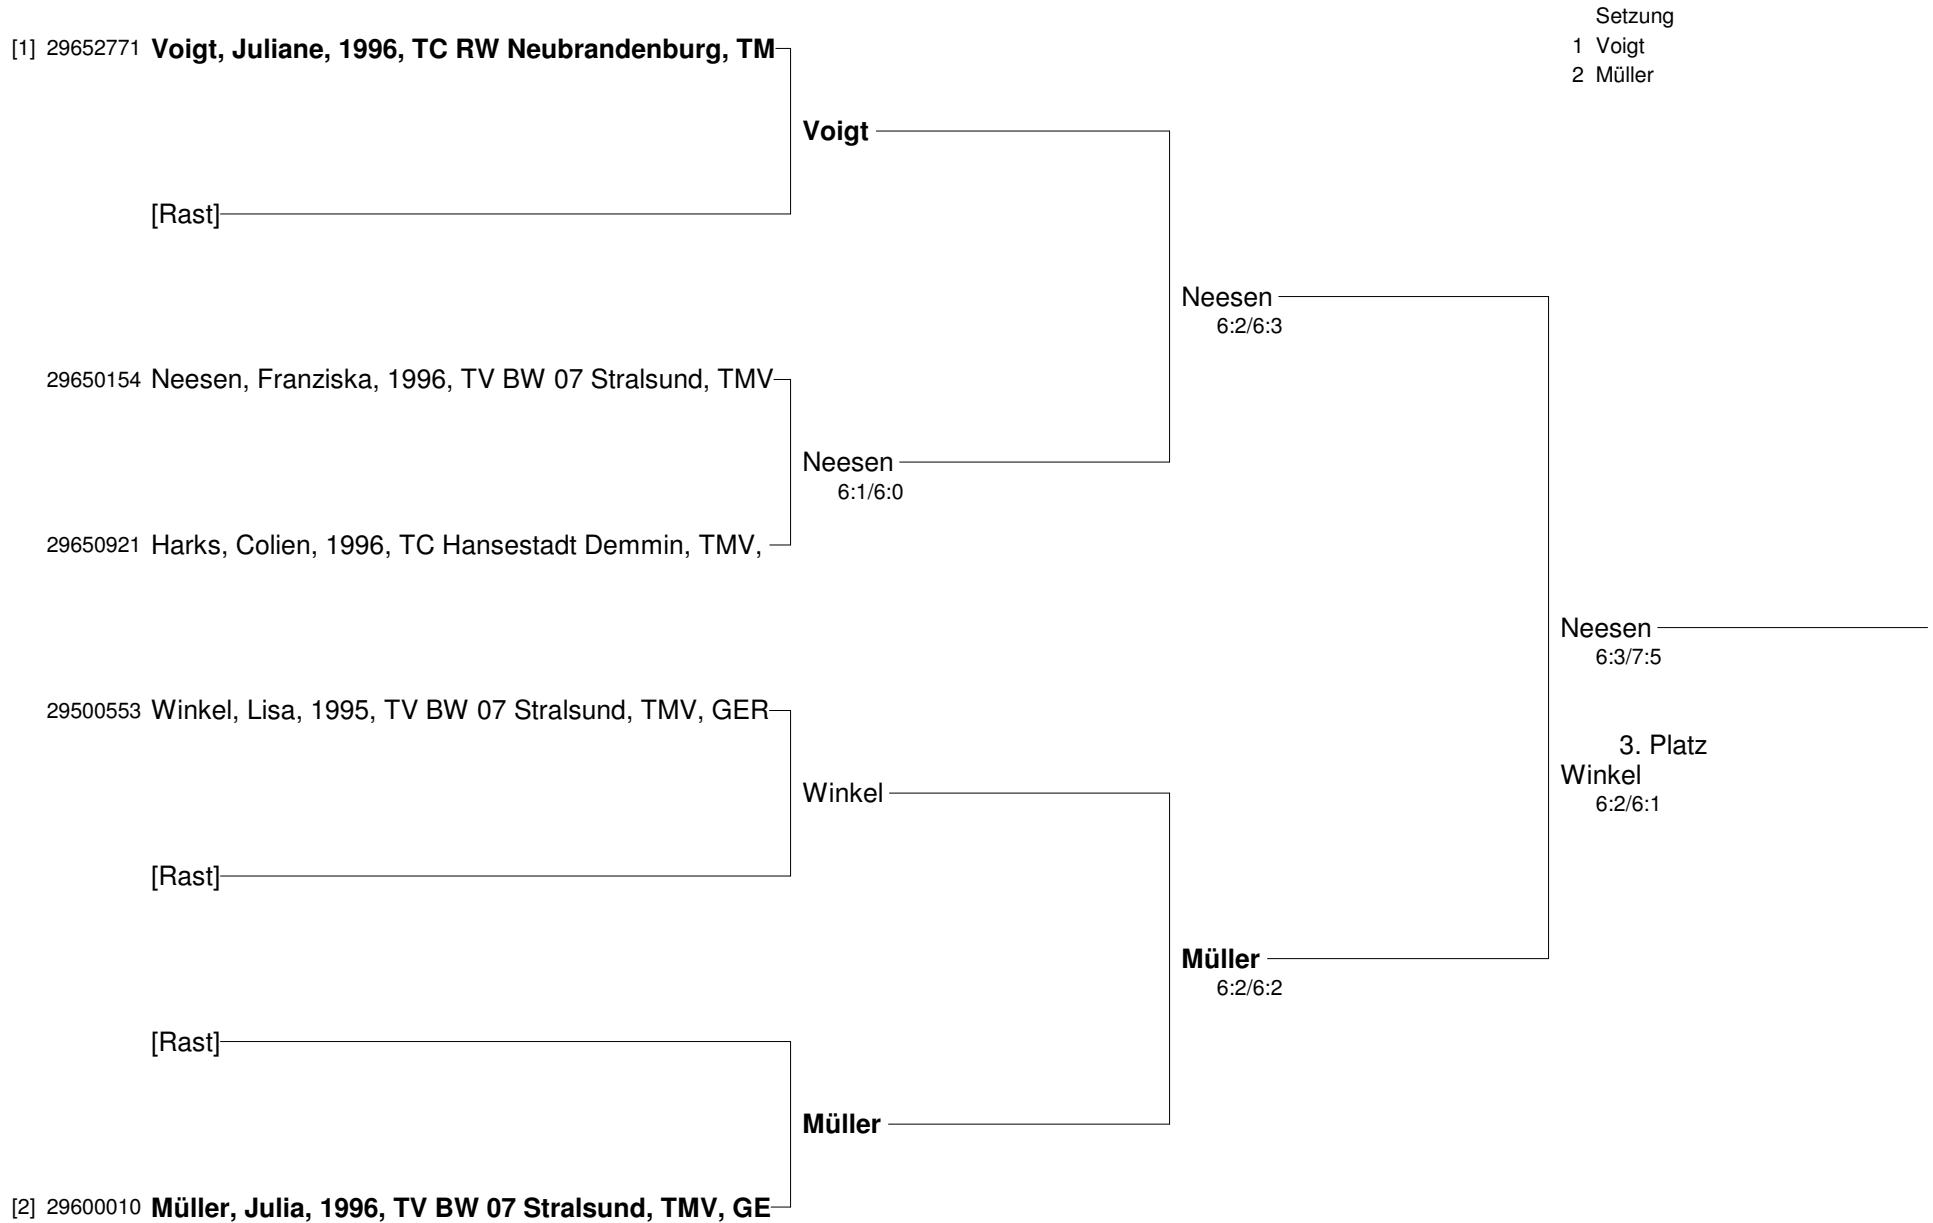 Setzung
1 Voigt
2 Müller
[1] 29652771 Voigt, Juliane, 1996, TC RW Neubrandenburg, TM
Voigt
[Rast]
Neesen
6:2/6:3
29650154 Neesen, Franziska, 1996, TV BW 07 Stralsund, TMV
Neesen
6:1/6:0
29650921 Harks, Colien, 1996, TC Hansestadt Demmin, TMV,
Neesen
6:3/7:5
29500553 Winkel, Lisa, 1995, TV BW 07 Stralsund, TMV, GER
3. Platz
Winkel
6:2/6:1
Winkel
[Rast]
Müller
6:2/6:2
[Rast]
Müller
[2] 29600010 Müller, Julia, 1996, TV BW 07 Stralsund, TMV, GE